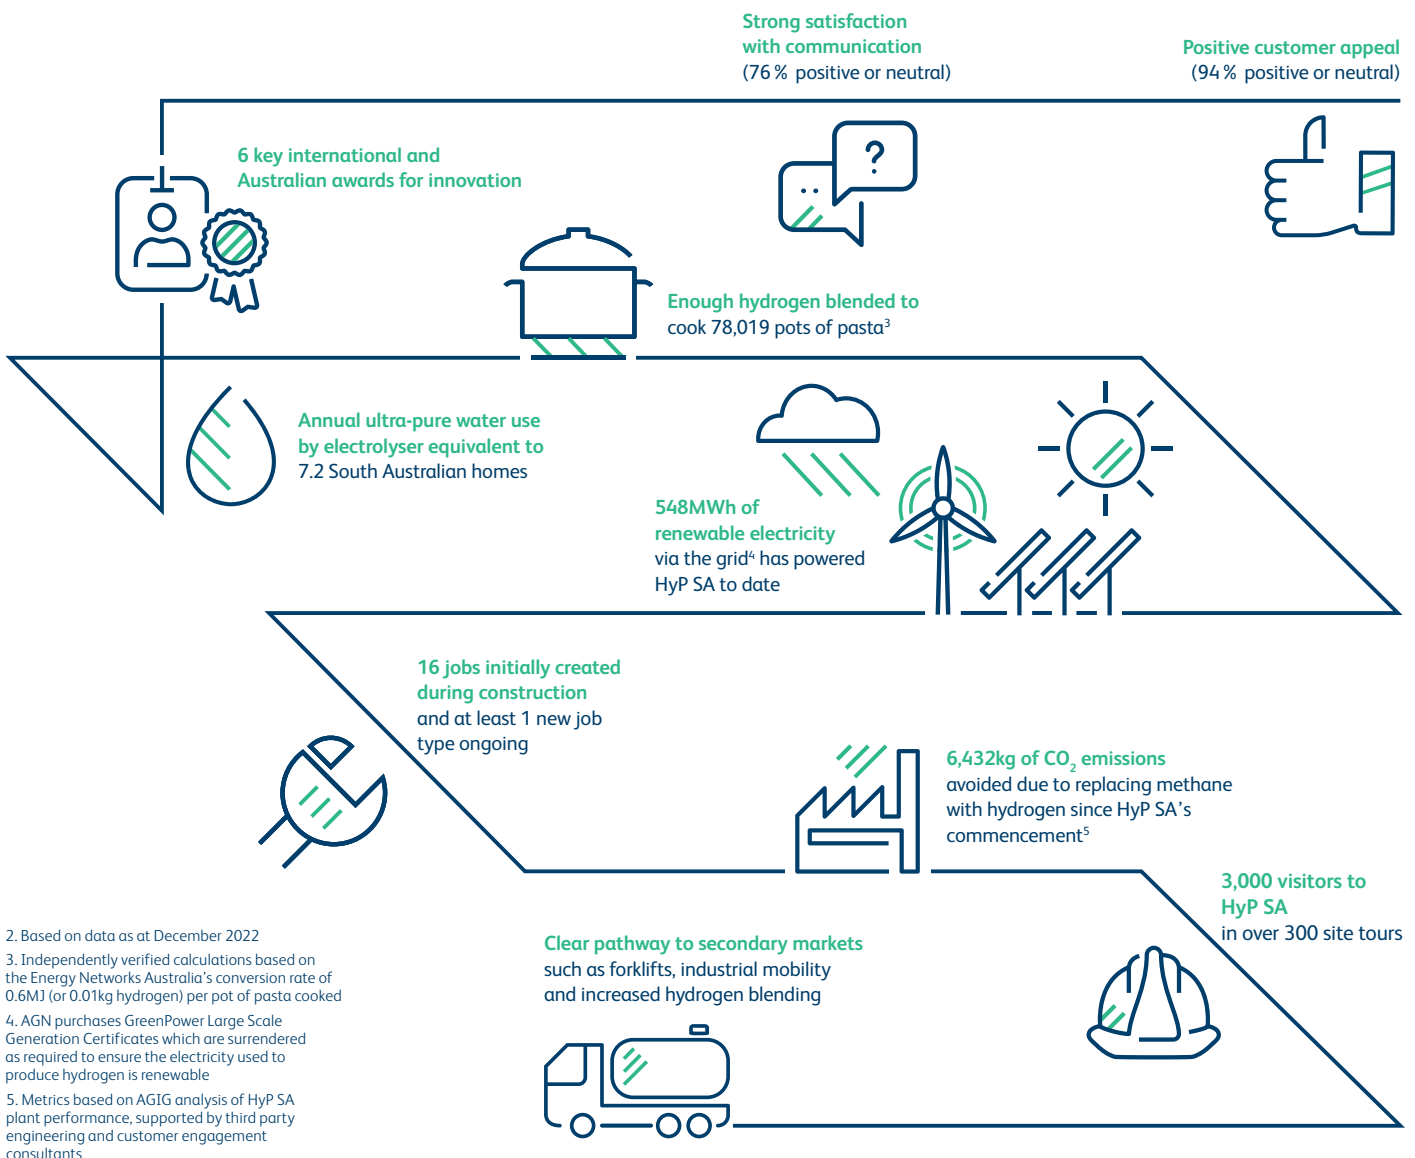 Strong satisfaction
with communication
(76% positive or neutral)
Positive customer appeal
(94% positive or neutral)
6 key international and
Australian awards for innovation
?
Enough hydrogen blended to
cook 78,019 pots of pasta³
Annual ultra-pure water use
by electrolyser equivalent to
7.2 South Australian homes
548MWh of
renewable electricity
via the grid⁴ has powered
HyP SA to date
16 jobs initially created
during construction
and at least 1 new job
type ongoing
6,432kg of CO₂ emissions
avoided due to replacing methane
with hydrogen since HyP SA's
commencement⁵
3,000 visitors to
HyP SA
in over 300 site tours
Clear pathway to secondary markets
such as forklifts, industrial mobility
and increased hydrogen blending
2. Based on data as at December 2022
3. Independently verified calculations based on
the Energy Networks Australia's conversion rate of
0.6MJ (or 0.01kg hydrogen) per pot of pasta cooked
4. AGN purchases GreenPower Large Scale
Generation Certificates which are surrendered
as required to ensure the electricity used to
produce hydrogen is renewable
5. Metrics based on AGIG analysis of HyP SA
plant performance, supported by third party
engineering and customer engagement
consultants